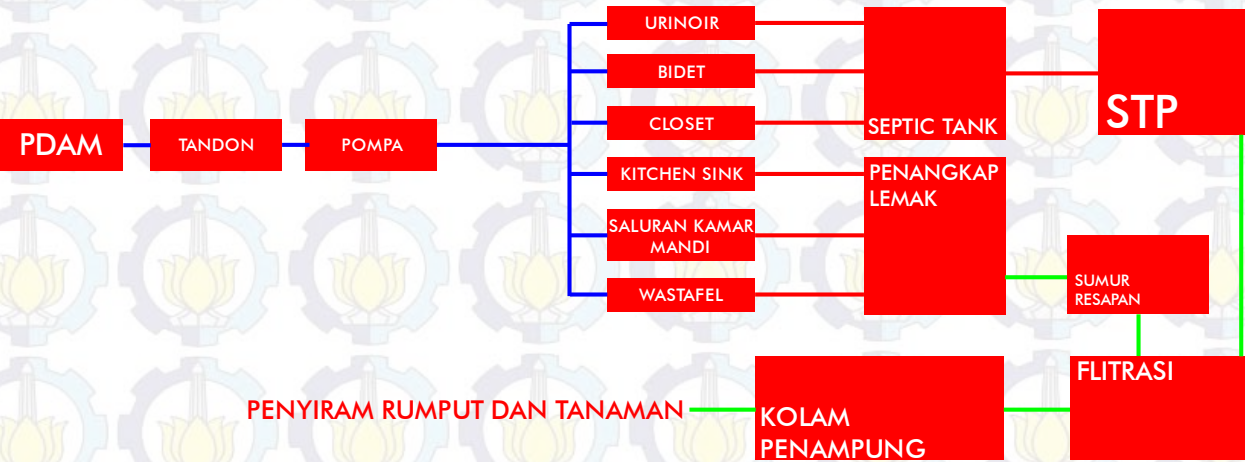 PDAM
TANDON
POMPA
URINOIR
BIDET
CLOSET
KITCHEN SINK
SALURAN KAMAR
MANDI
WASTAFEL
SEPTIC TANK
PENANGKAP
LEMAK
STP
SUMUR
RESAPAN
FLITRASI
KOLAM
PENAMPUNG
PENYIRAM RUMPUT DAN TANAMAN